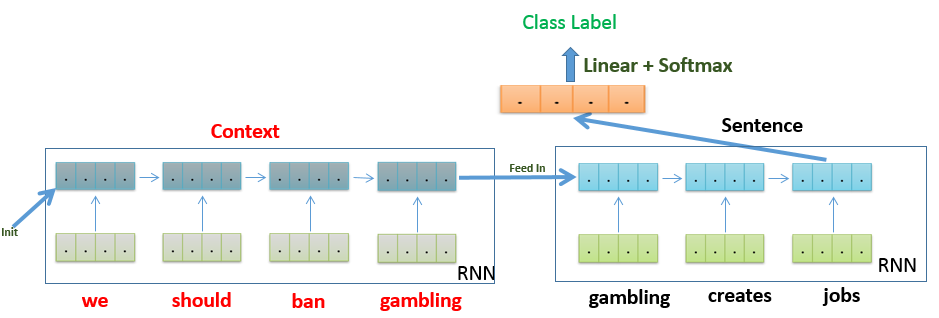 Class Label
Linear + Softmax
. . . .
Context
Sentence
. . . . . . . . . . . . . . . .
Feed In
. . . . . . . . . . . .
Init
. . . . . . . . . . . . . . . .
. . . . . . . . . . . .
RNN
RNN
we should ban gambling
gambling creates jobs